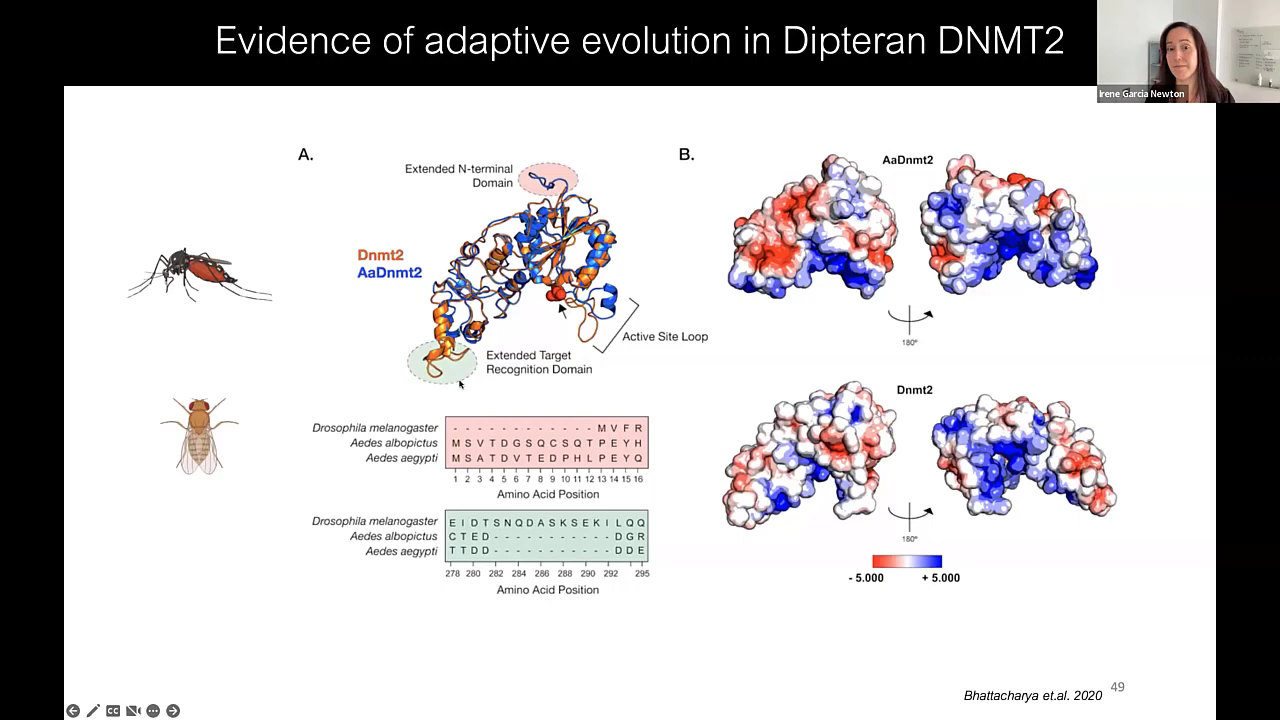 Evidence of adaptive evolution in Dipteran DNMT2
Irene Garcia Newton
A.
Extended N-terminal
Domain
Dnmt2
AaDnmt2
Active Site Loop
Extended Target
Recognition Domain
Drosophila melanogaster - - - - - - - - - - - - M V F R
Aedes albopictus M S V T D G S Q C S Q T P E Y H
Aedes aegypti M S A T D V T E D P H L P E Y Q
1 2 3 4 5 6 7 8 9 10 11 12 13 14 15 16
Amino Acid Position
Drosophila melanogaster E I D T S N Q D A S K S E K I L Q Q
Aedes albopictus C T E D - - - - - - - - - - - D G R
Aedes aegypti T T D D - - - - - - - - - - - D D E
278 280 282 284 286 288 290 292 295
Amino Acid Position
B.
AaDnmt2
180º
Dnmt2
180º
- 5.000 + 5.000
Bhattacharya et.al. 2020
49
CC